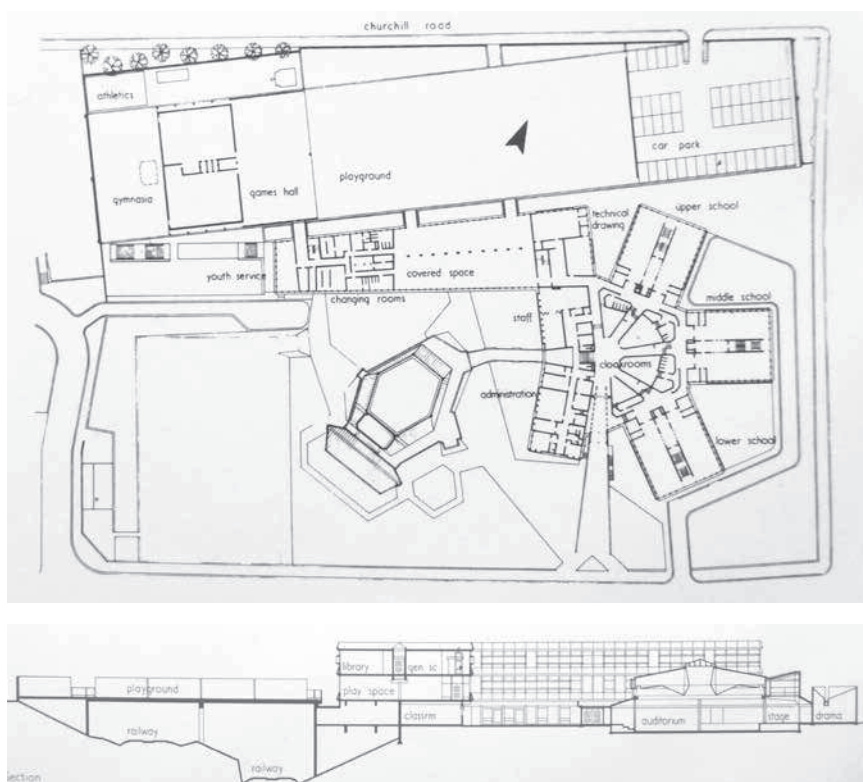 churchill road
athletics
car park
playground
gymnasia
games hall
upper school
technical
drawing
youth service
covered space
middle school
changing rooms
staff
cloakrooms
administration
lower school
library
gen sc
playground
play space
classrm
railway
auditorium
stage
drama
railway